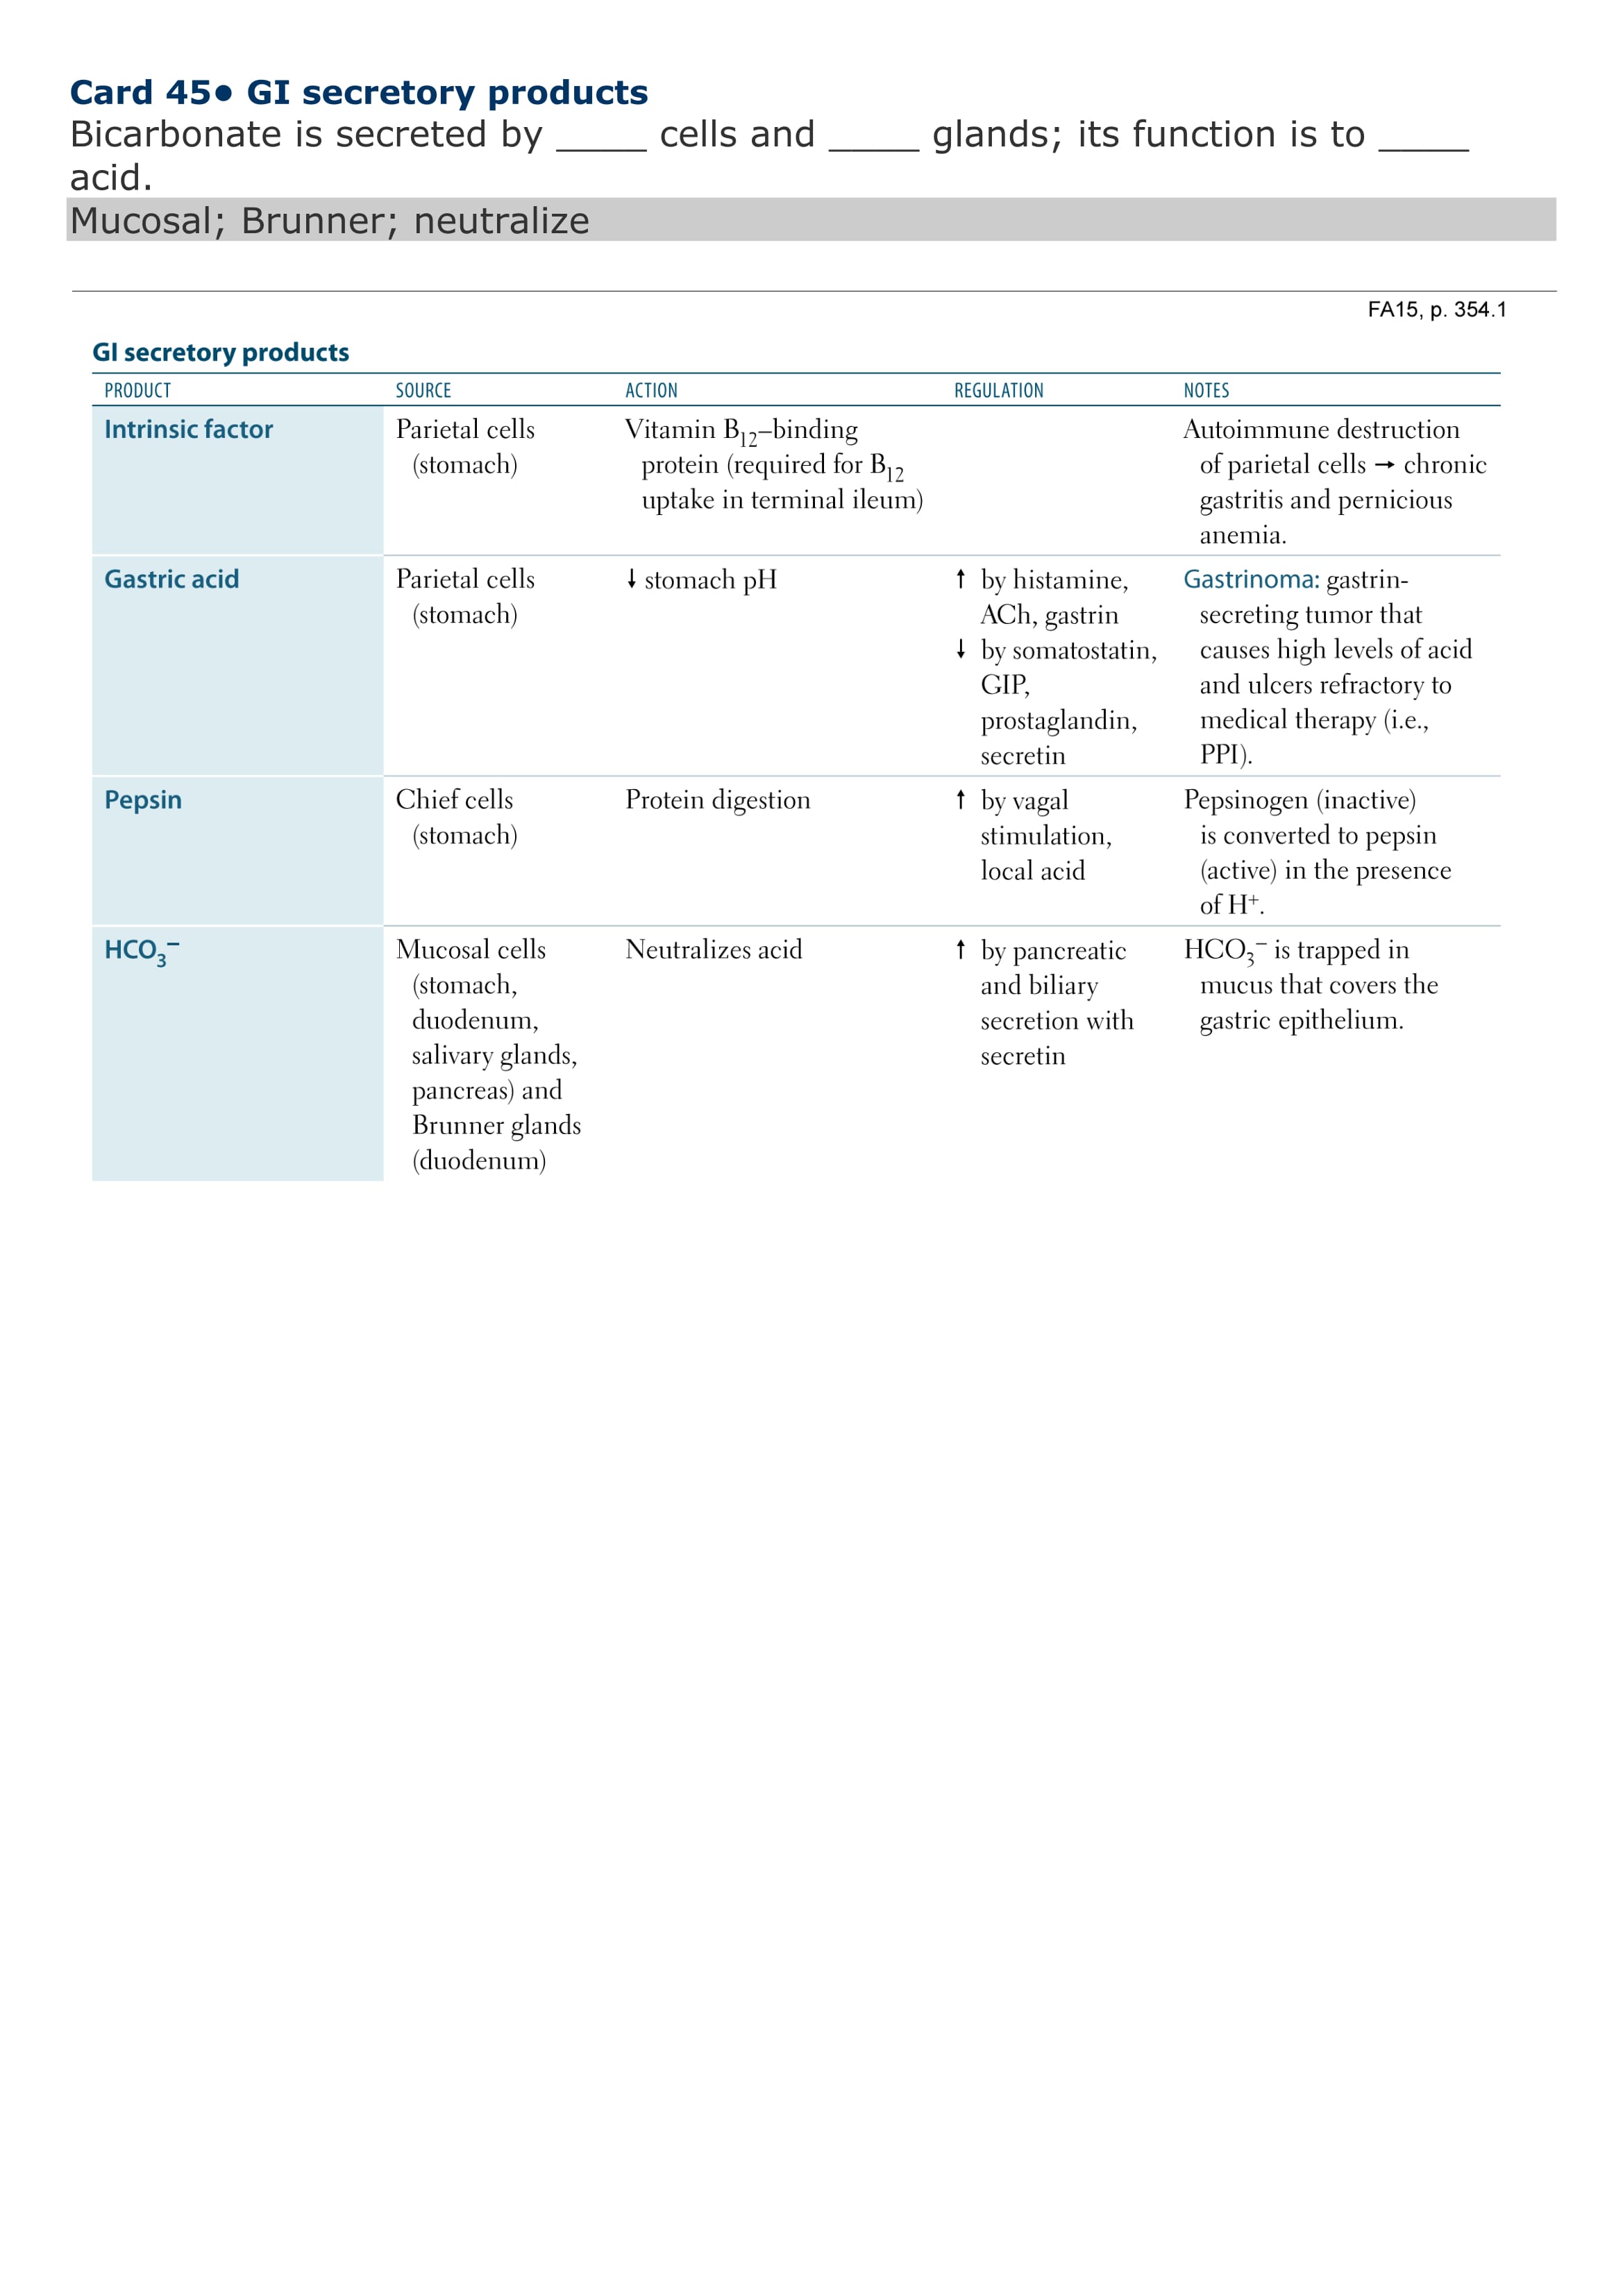 Card 45● GI secretory products
Bicarbonate is secreted by _____ cells and _____ glands; its function is to _____
acid.
Mucosal; Brunner; neutralize
FA15, p. 354.1
GI secretory products
PRODUCT SOURCE ACTION REGULATION NOTES
Intrinsic factor
Parietal cells
(stomach)
Vitamin B12–binding
protein (required for B12
uptake in terminal ileum)
Autoimmune destruction
of parietal cells → chronic
gastritis and pernicious
anemia.
Gastric acid
Parietal cells
(stomach)
↓ stomach pH
↑ by histamine,
ACh, gastrin
↓ by somatostatin,
GIP,
prostaglandin,
secretin
Gastrinoma: gastrin-
secreting tumor that
causes high levels of acid
and ulcers refractory to
medical therapy (i.e.,
PPI).
Pepsin
Chief cells
(stomach)
Protein digestion
↑ by vagal
stimulation,
local acid
Pepsinogen (inactive)
is converted to pepsin
(active) in the presence
of H⁺.
HCO₃⁻
Mucosal cells
(stomach,
duodenum,
salivary glands,
pancreas) and
Brunner glands
(duodenum)
Neutralizes acid
↑ by pancreatic
and biliary
secretion with
secretin
HCO₃⁻ is trapped in
mucus that covers the
gastric epithelium.